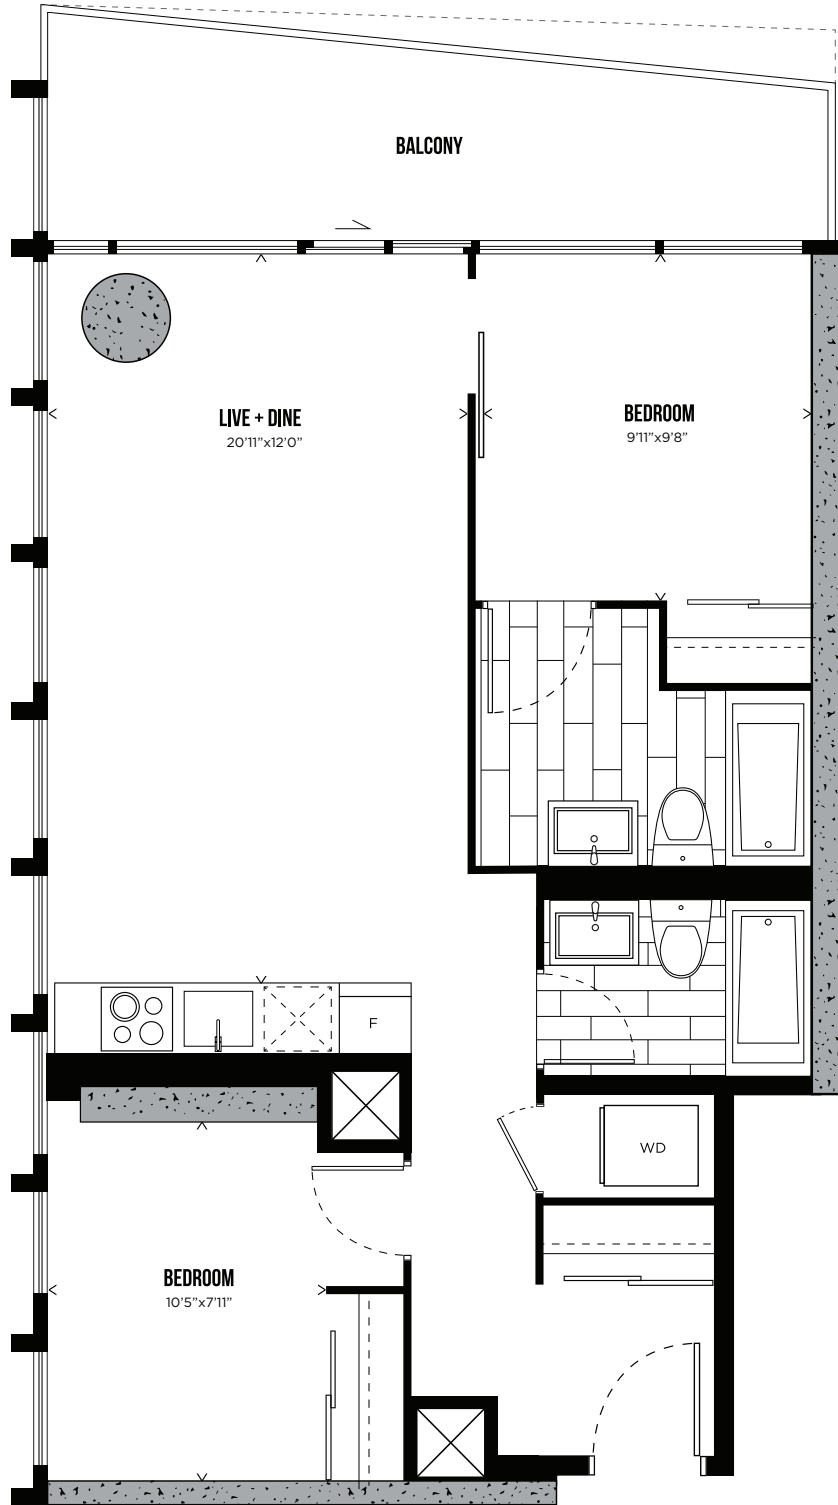 BALCONY
LIVE + DINE
20'11"x12'0"
BEDROOM
9'11"x9'8"
F
WD
BEDROOM
10'5"x7'11"